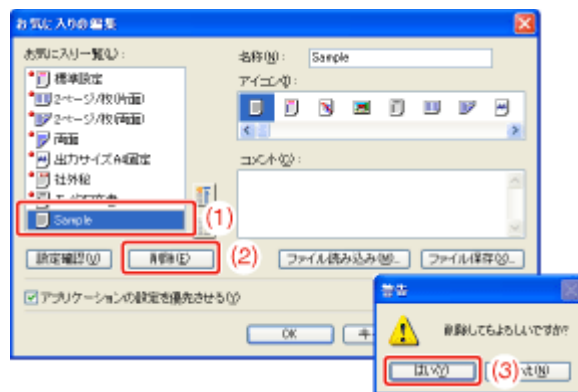 お気に入りの編集
お気に入り一覧(L):
標準設定
2ページ/枚(片面)
2ページ/枚(両面)
両面
出力サイズA4固定
社外秘
Sample
(1)
設定確認(V)
削除(E)
(2)
アプリケーションの設定を優先させる(Y)
名称(N):
Sample
アイコン(I):
コメント(C):
ファイル読み込み(M)...
ファイル保存(X)...
OK
警告
削除してもよろしいですか?
はい(Y)
(3)